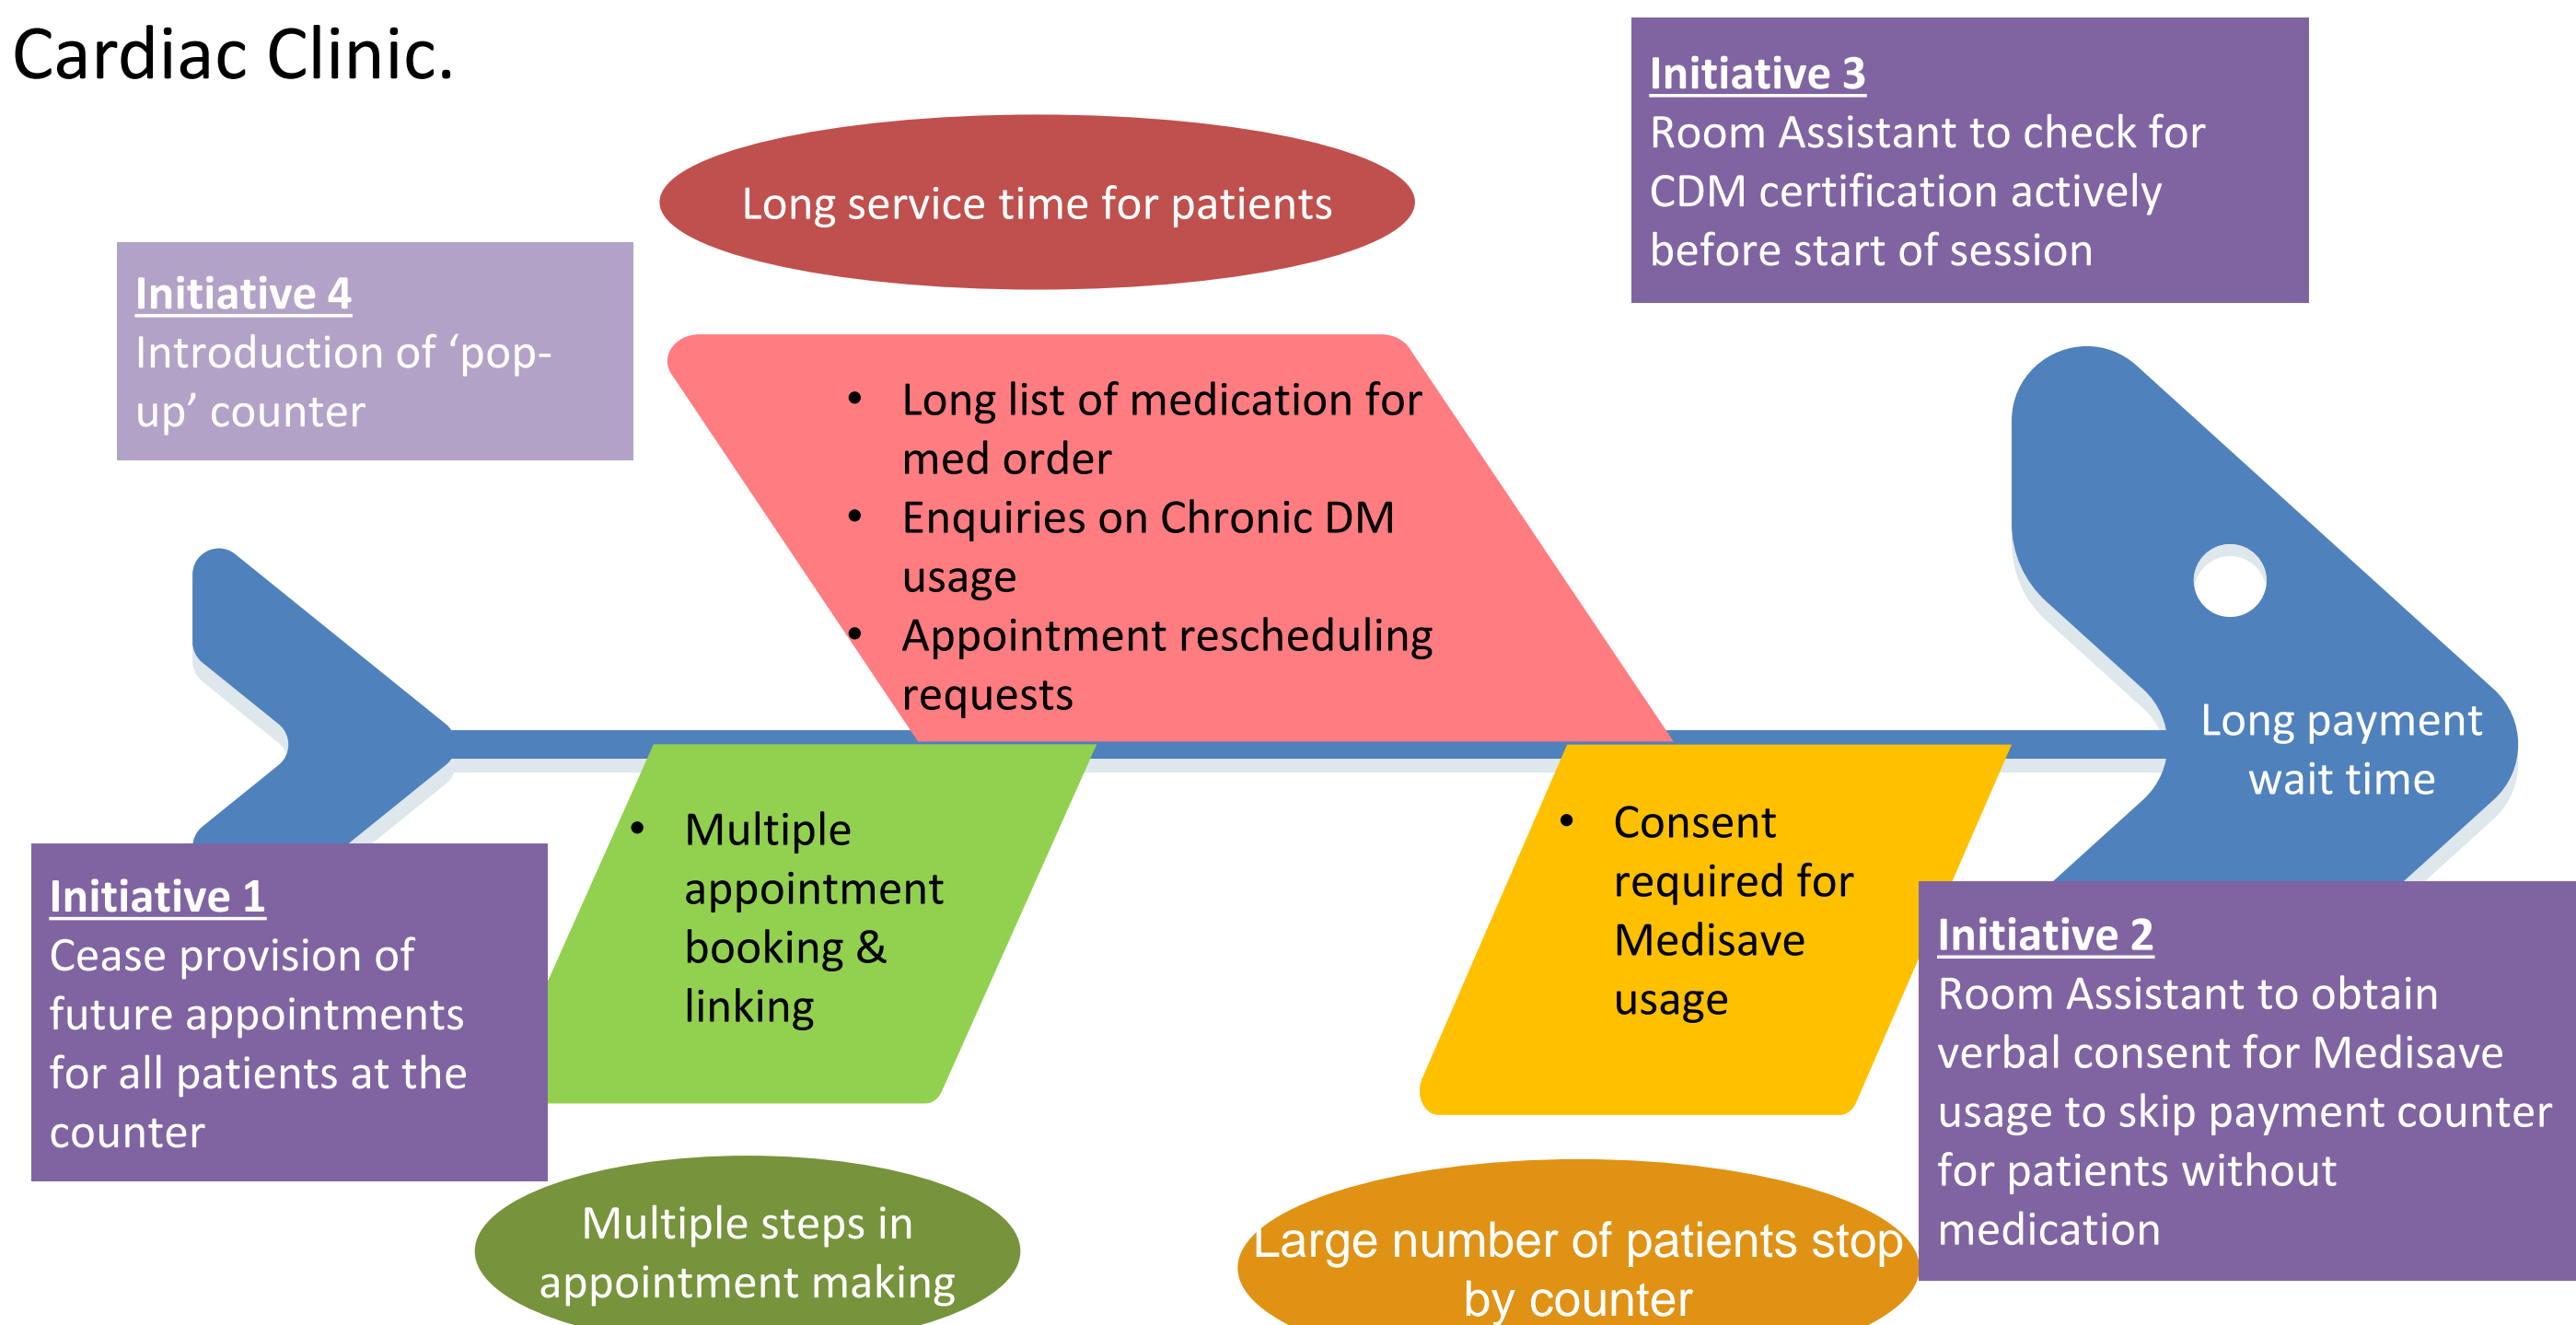 Cardiac Clinic.
Initiative 3
Room Assistant to check for
CDM certification actively
before start of session
Long service time for patients
Initiative 4
Introduction of ‘pop-
up’ counter
• Long list of medication for
med order
• Enquiries on Chronic DM
usage
• Appointment rescheduling
requests
Long payment
wait time
• Multiple
appointment
booking &
linking
• Consent
required for
Medisave
usage
Initiative 1
Cease provision of
future appointments
for all patients at the
counter
Initiative 2
Room Assistant to obtain
verbal consent for Medisave
usage to skip payment counter
for patients without
medication
Multiple steps in
appointment making
Large number of patients stop
by counter